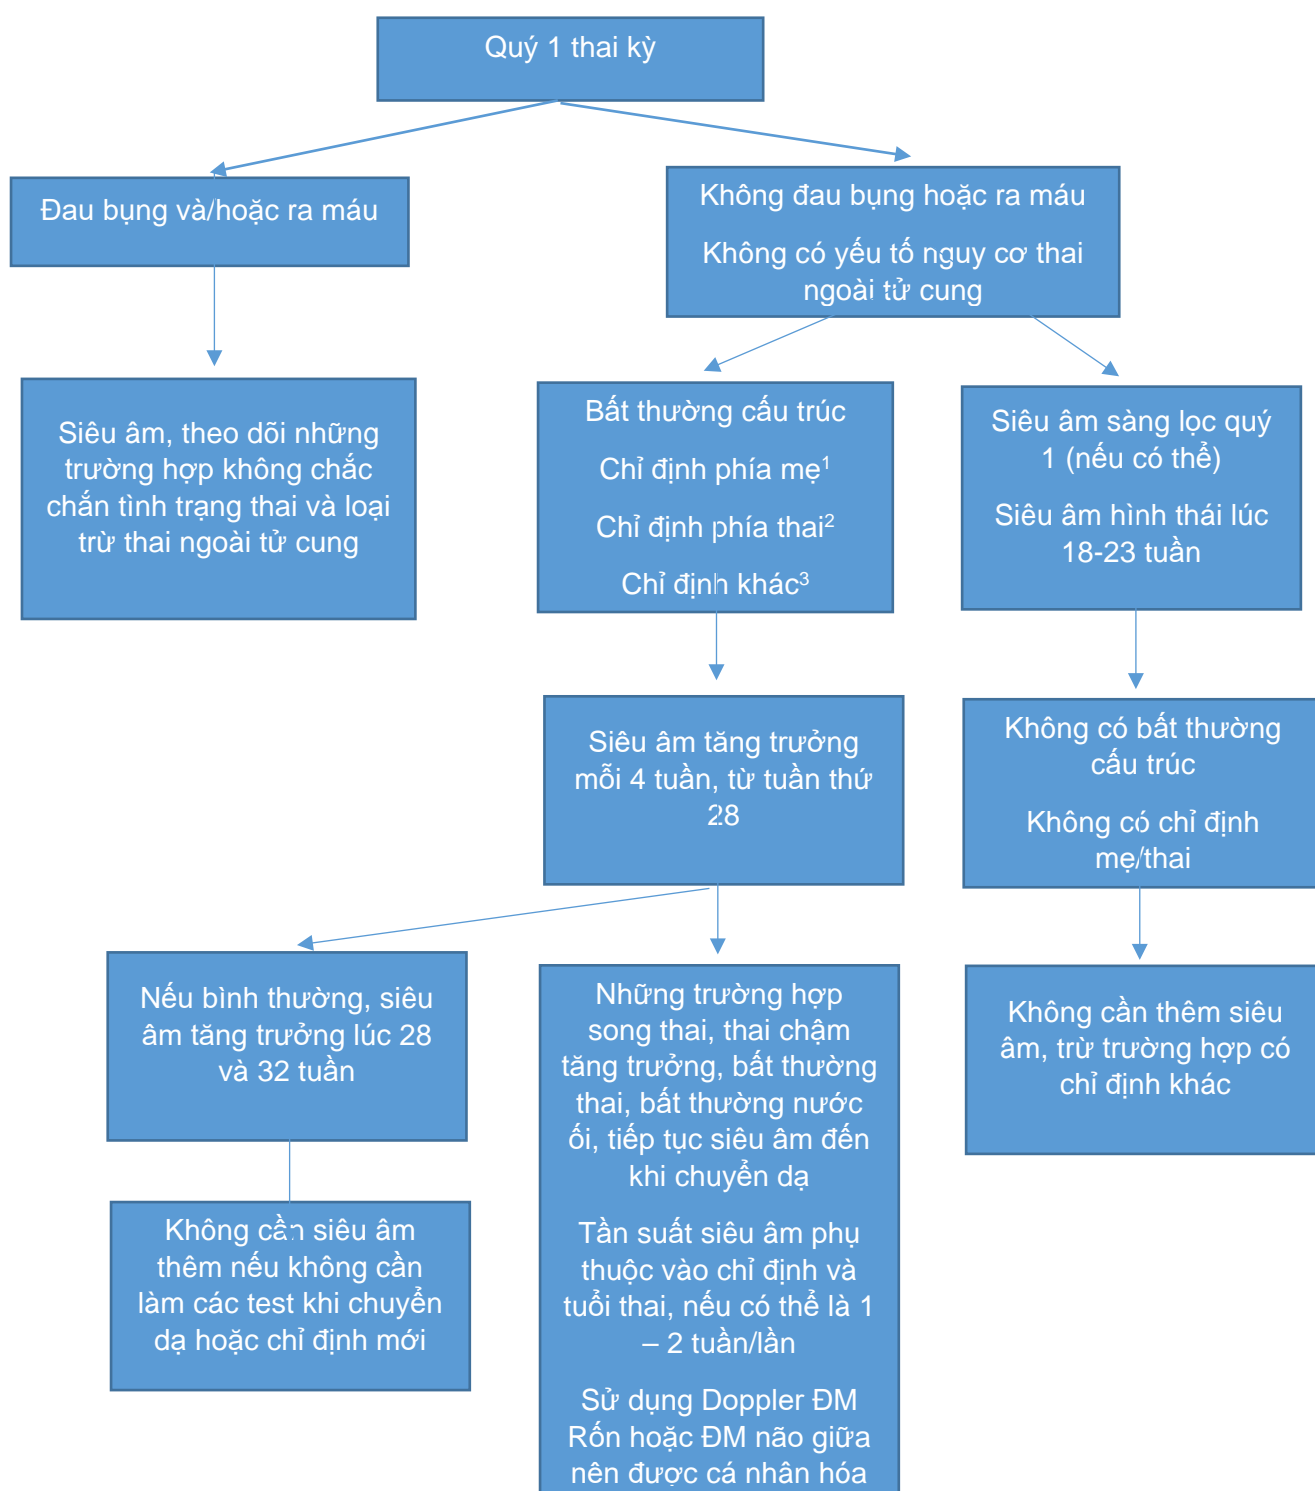 Quý 1 thai kỳ
Đau bụng và/hoặc ra máu
Không đau bụng hoặc ra máu
Không có yếu tố nguy cơ thai
ngoài tử cung
Siêu âm, theo dõi những
trường hợp không chắc
chắn tình trạng thai và loại
trừ thai ngoài tử cung
Bất thường cấu trúc
Chỉ định phía mẹ¹
Chỉ định phía thai²
Chỉ định khác³
Siêu âm sàng lọc quý
1 (nếu có thể)
Siêu âm hình thái lúc
18-23 tuần
Siêu âm tăng trưởng
mỗi 4 tuần, từ tuần thứ
28
Không có bất thường
cấu trúc
Không có chỉ định
mẹ/thai
Nếu bình thường, siêu
âm tăng trưởng lúc 28
và 32 tuần
Những trường hợp
song thai, thai chậm
tăng trưởng, bất thường
thai, bất thường nước
ối, tiếp tục siêu âm đến
khi chuyển dạ
Tần suất siêu âm phụ
thuộc vào chỉ định và
tuổi thai, nếu có thể là 1
– 2 tuần/lần
Sử dụng Doppler ĐM
Rốn hoặc ĐM não giữa
nên được cá nhân hóa
Không cần thêm siêu
âm, trừ trường hợp có
chỉ định khác
Không cần siêu âm
thêm nếu không cần
làm các test khi chuyển
dạ hoặc chỉ định mới